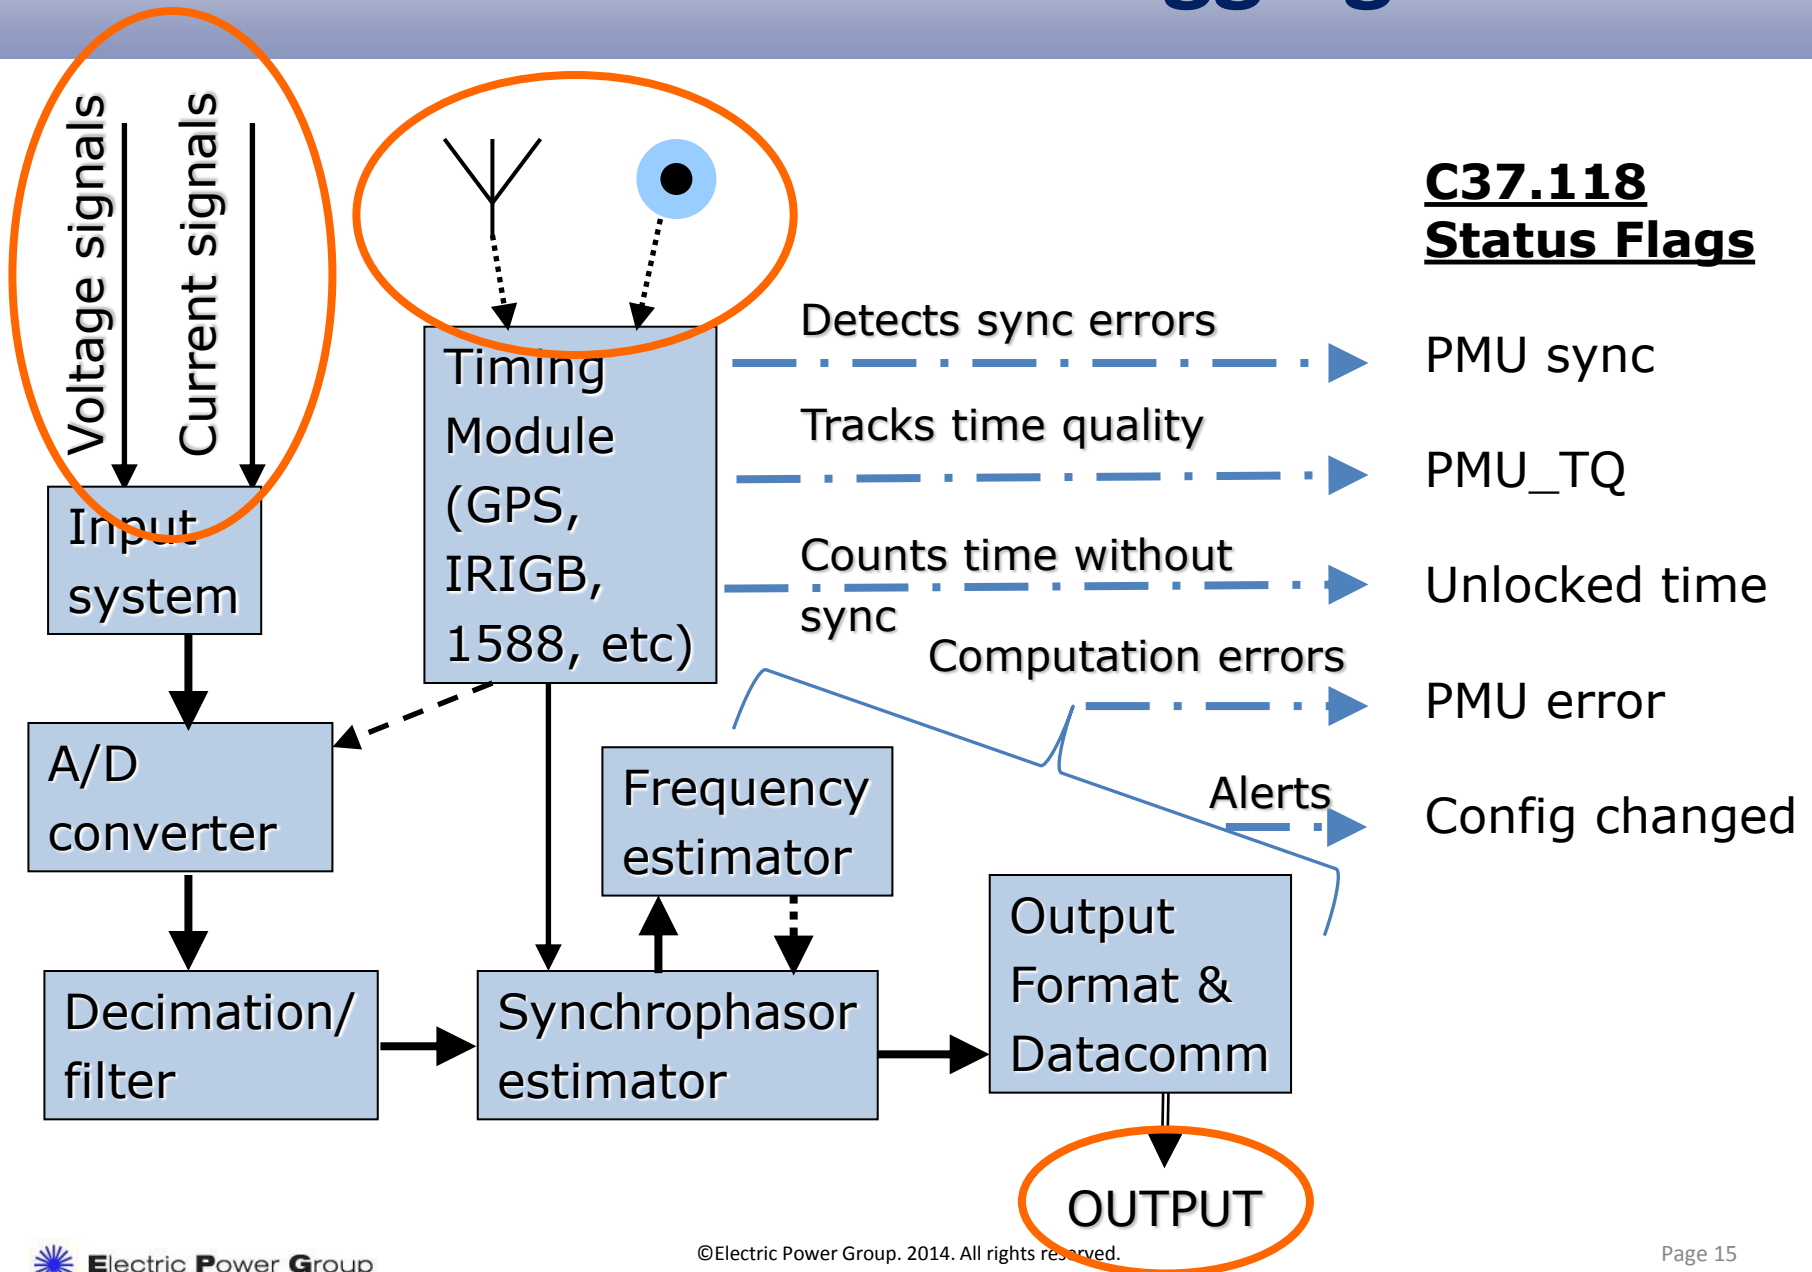 Voltage signals
Current signals
C37.118
Status Flags
Timing
Module
(GPS,
IRIGB,
1588, etc)
Detects sync errors
PMU sync
Tracks time quality
PMU_TQ
Counts time without
sync
Unlocked time
Computation errors
PMU error
Alerts
Config changed
Input
system
A/D
converter
Frequency
estimator
Decimation/
filter
Synchrophasor
estimator
Output
Format &
Datacomm
OUTPUT
Electric Power Group
©Electric Power Group. 2014. All rights reserved.
Page 15